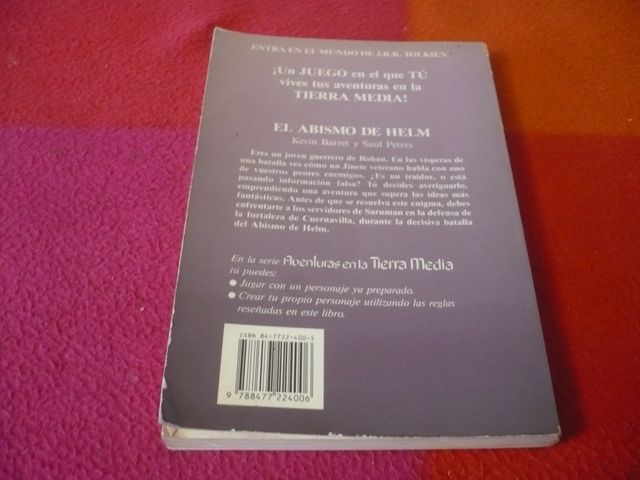 ENTRA EN EL MUNDO DE J.R.R. TOLKIEN
¡Un JUEGO en el que TÚ
vives tus aventuras en la
TIERRA MEDIA!
EL ABISMO DE HELM
Kevin Barret y Saul Peters
Eres un joven guerrero de Rohan. En las vísperas de
una batalla ves cómo un Jinete veterano habla con uno
de vuestros peores enemigos. ¿Es un traidor, o está
pasando información falsa? Tú decides averiguarlo,
emprendiendo una aventura que supera las ideas más
fantásticas. Antes de que se resuelva este enigma, debes
enfrentarte a los servidores de Saruman en la defensa de
la fortaleza de Cuernavilla, durante la decisiva batalla
del Abismo de Helm.
En la serie Aventuras en la Tierra Media
tú puedes:
● Jugar con un personaje ya preparado.
● Crear tu propio personaje utilizando las reglas
reseñadas en este libro.
ISBN 84-7722-400-5
9 788477 224006